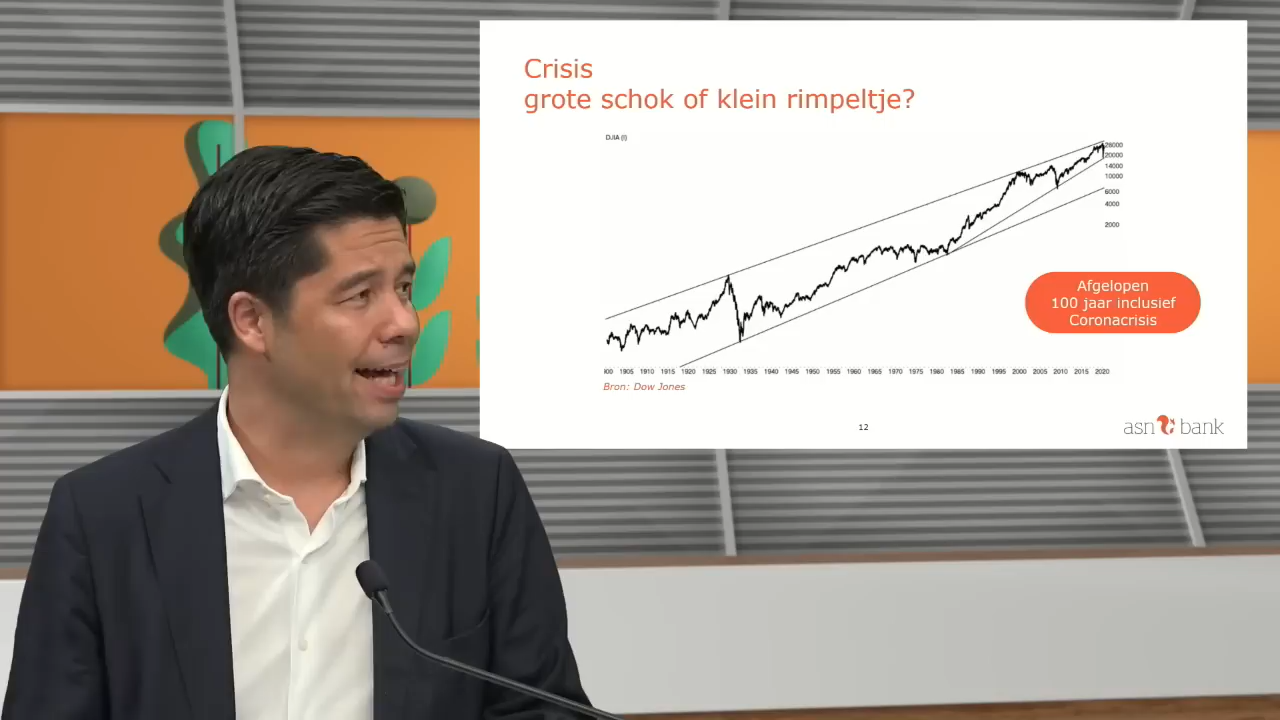 Crisis
grote schok of klein rimpeltje?
DJIA (I)
28000
20000
14000
10000
6000
4000
2000
Afgelopen
100 jaar inclusief
Coronacrisis
1905 1910 1915 1920 1925 1930 1935 1940 1945 1950 1955 1960 1965 1970 1975 1980 1985 1990 1995 2000 2005 2010 2015 2020
Bron: Dow Jones
12
asn bank